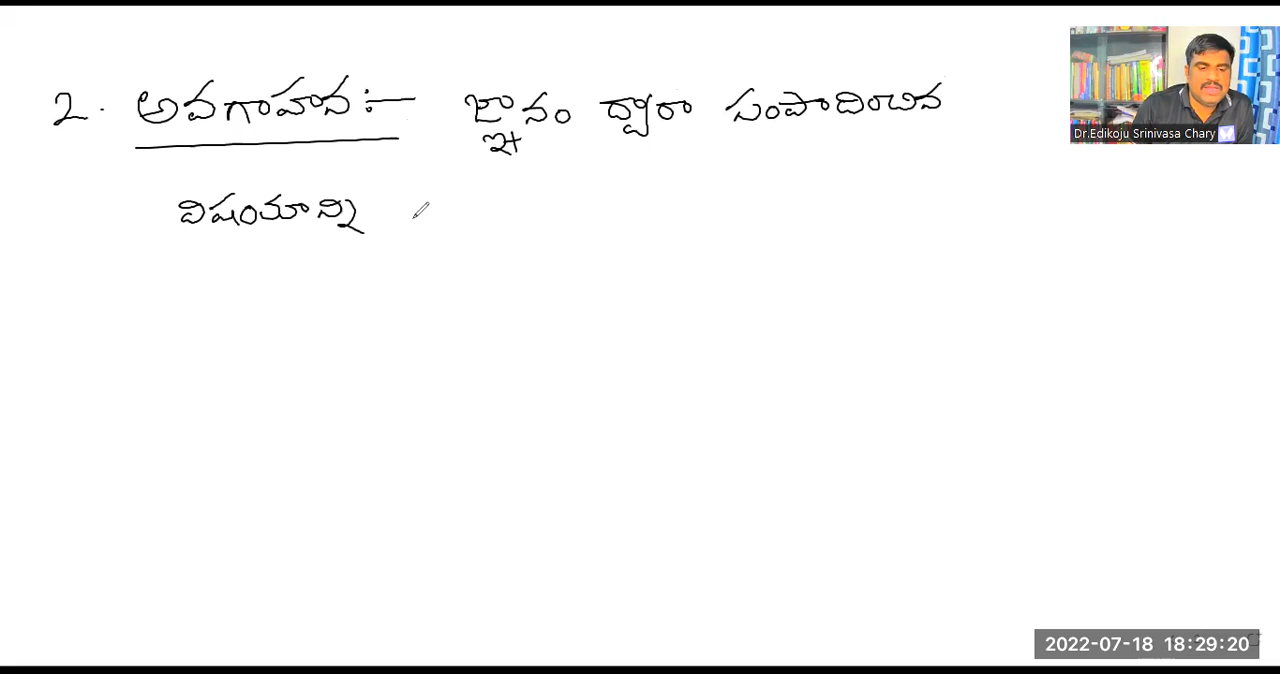 2. అవగాహన :- జ్ఞానం ద్వారా సంపాదించిన
విషయాన్ని
Dr.Edikoju Srinivasa Chary
2022-07-18 18:29:20